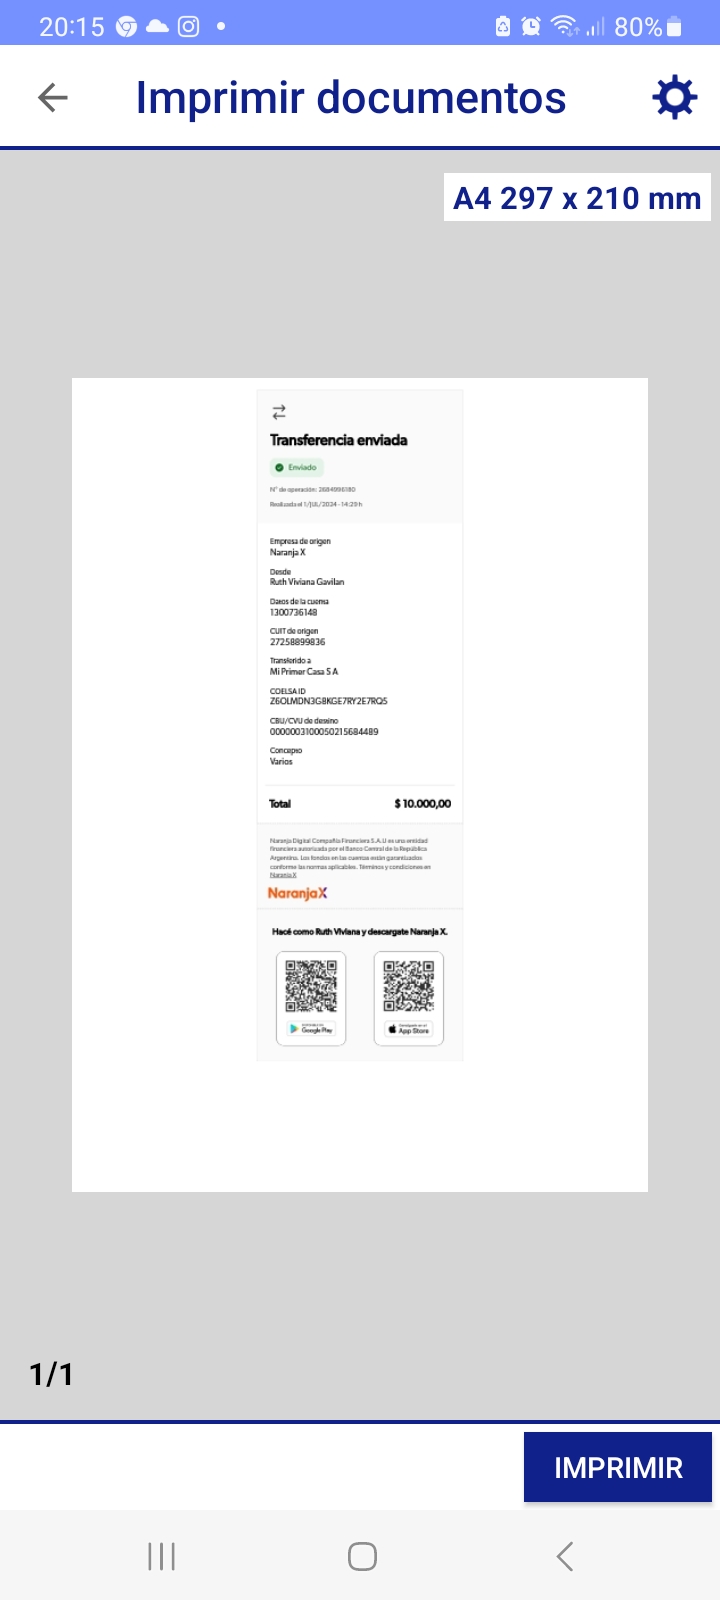 20:15
80%
Imprimir documentos
A4 297 x 210 mm
Transferencia enviada
Enviado
N° de operación: 2684996180
Realizada el 1/JUL/2024 - 14:29 h
Empresa de origen
Naranja X
Desde
Ruth Viviana Gavilan
Datos de la cuenta
1300736148
CUIT de origen
27258899836
Transferido a
Mi Primer Casa S A
COELSA ID
Z6OLMDN3G8KGE7RY2E7RQ5
CBU/CVU de destino
0000003100050215684489
Concepto
Varios
Total $ 10.000,00
Naranja Digital Compañía Financiera S.A.U es una entidad
financiera autorizada por el Banco Central de la República
Argentina. Los fondos en las cuentas están garantizados
conforme las normas aplicables. Términos y condiciones en
Naranja X
NaranjaX
Hacé como Ruth Viviana y descargate Naranja X.
Google Play
App Store
1/1
IMPRIMIR